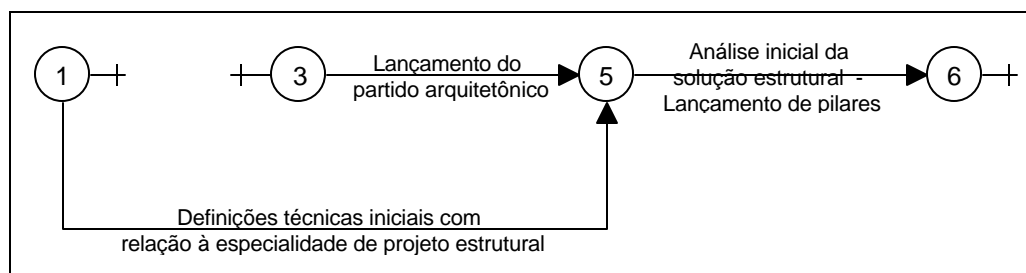 1
3
Lançamento do
partido arquitetônico
5
Análise inicial da
solução estrutural -
Lançamento de pilares
6
Definições técnicas iniciais com
relação à especialidade de projeto estrutural